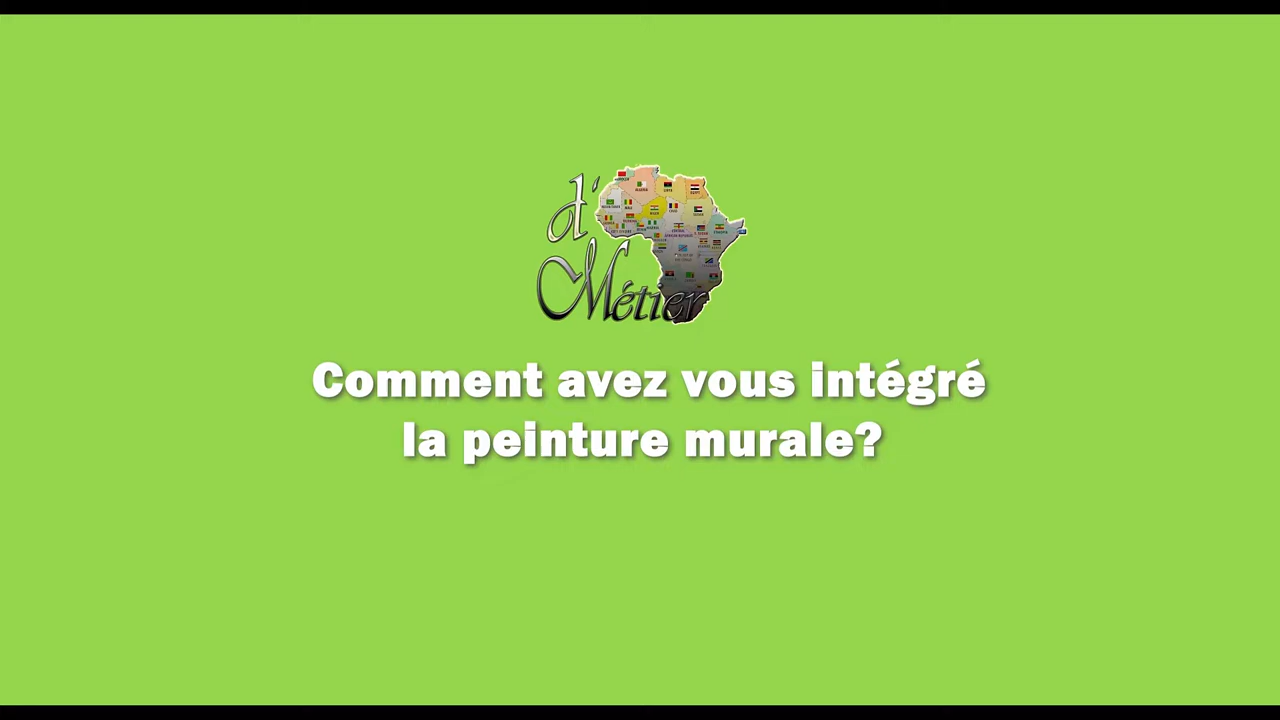 d'
Métier
Comment avez vous intégré
la peinture murale?